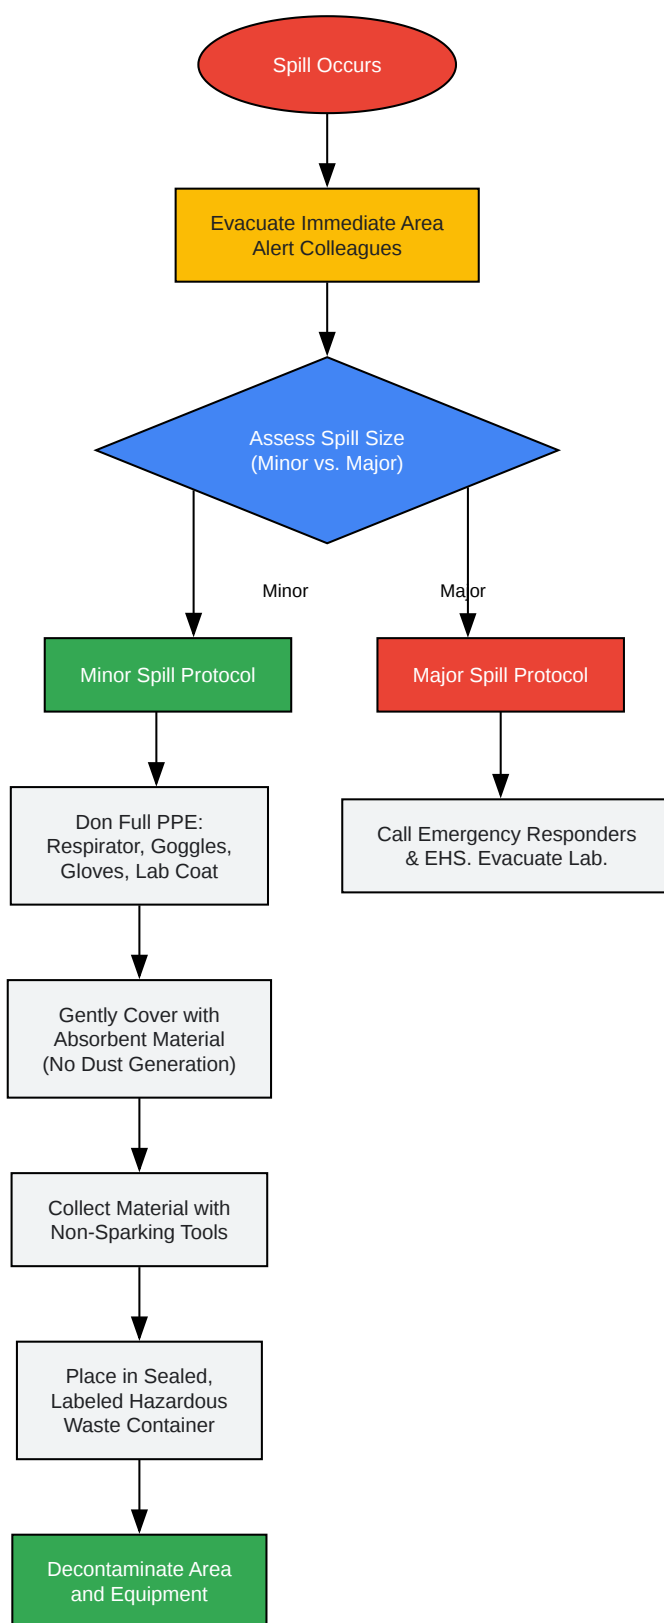 Spill Occurs
Evacuate Immediate Area
Alert Colleagues
Assess Spill Size
(Minor vs. Major)
Minor
Major
Minor Spill Protocol
Major Spill Protocol
Don Full PPE:
Respirator, Goggles,
Gloves, Lab Coat
Call Emergency Responders
& EHS. Evacuate Lab.
Gently Cover with
Absorbent Material
(No Dust Generation)
Collect Material with
Non-Sparking Tools
Place in Sealed,
Labeled Hazardous
Waste Container
Decontaminate Area
and Equipment